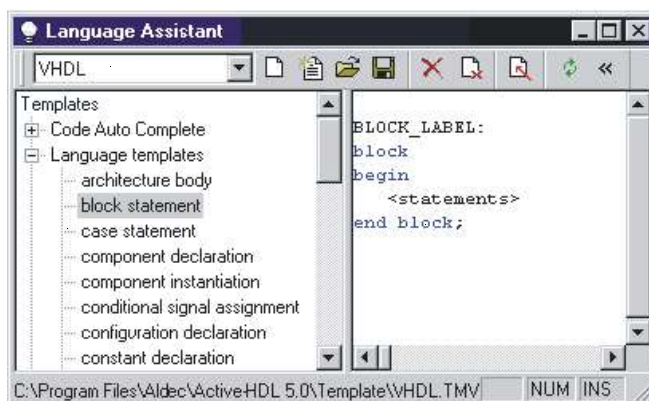 Language Assistant
VHDL
Templates
Code Auto Complete
Language templates
architecture body
block statement
case statement
component declaration
component instantiation
conditional signal assignment
configuration declaration
constant declaration
BLOCK_LABEL:
block
begin
<statements>
end block;
C:\Program Files\Aldec\Active-HDL 5.0\Template\VHDL.TMV
NUM INS